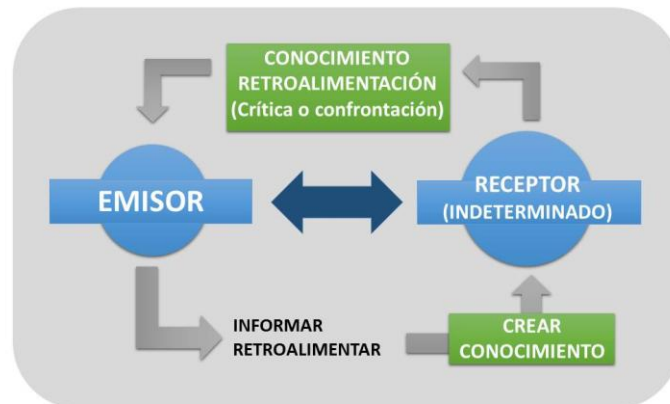 CONOCIMIENTO
RETROALIMENTACIÓN
(Crítica o confrontación)
EMISOR
RECEPTOR
(INDETERMINADO)
INFORMAR
RETROALIMENTAR
CREAR
CONOCIMIENTO